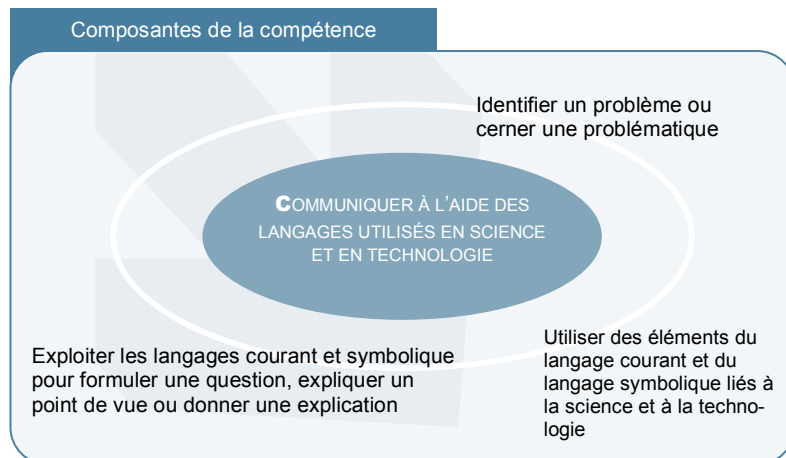 Composantes de la compétence
Identifier un problème ou
cerner une problématique
COMMUNIQUER À L'AIDE DES
LANGAGES UTILISÉS EN SCIENCE
ET EN TECHNOLOGIE
Exploiter les langages courant et symbolique
pour formuler une question, expliquer un
point de vue ou donner une explication
Utiliser des éléments du
langage courant et du
langage symbolique liés à
la science et à la techno-
logie